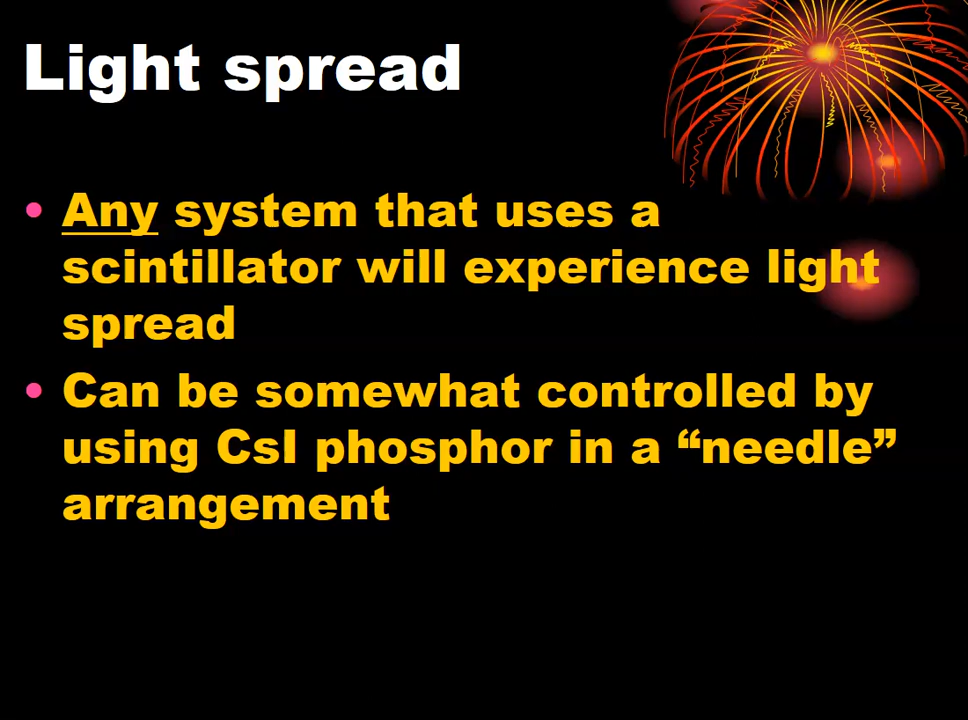 Light spread
• Any system that uses a
scintillator will experience light
spread
• Can be somewhat controlled by
using CsI phosphor in a “needle”
arrangement